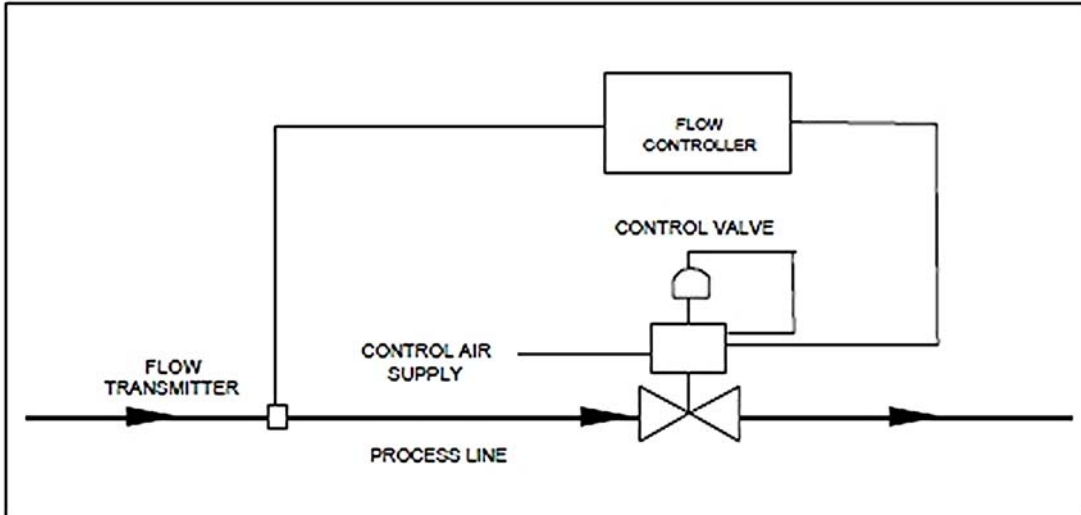 FLOW
CONTROLLER
CONTROL VALVE
CONTROL AIR
SUPPLY
FLOW
TRANSMITTER
PROCESS LINE